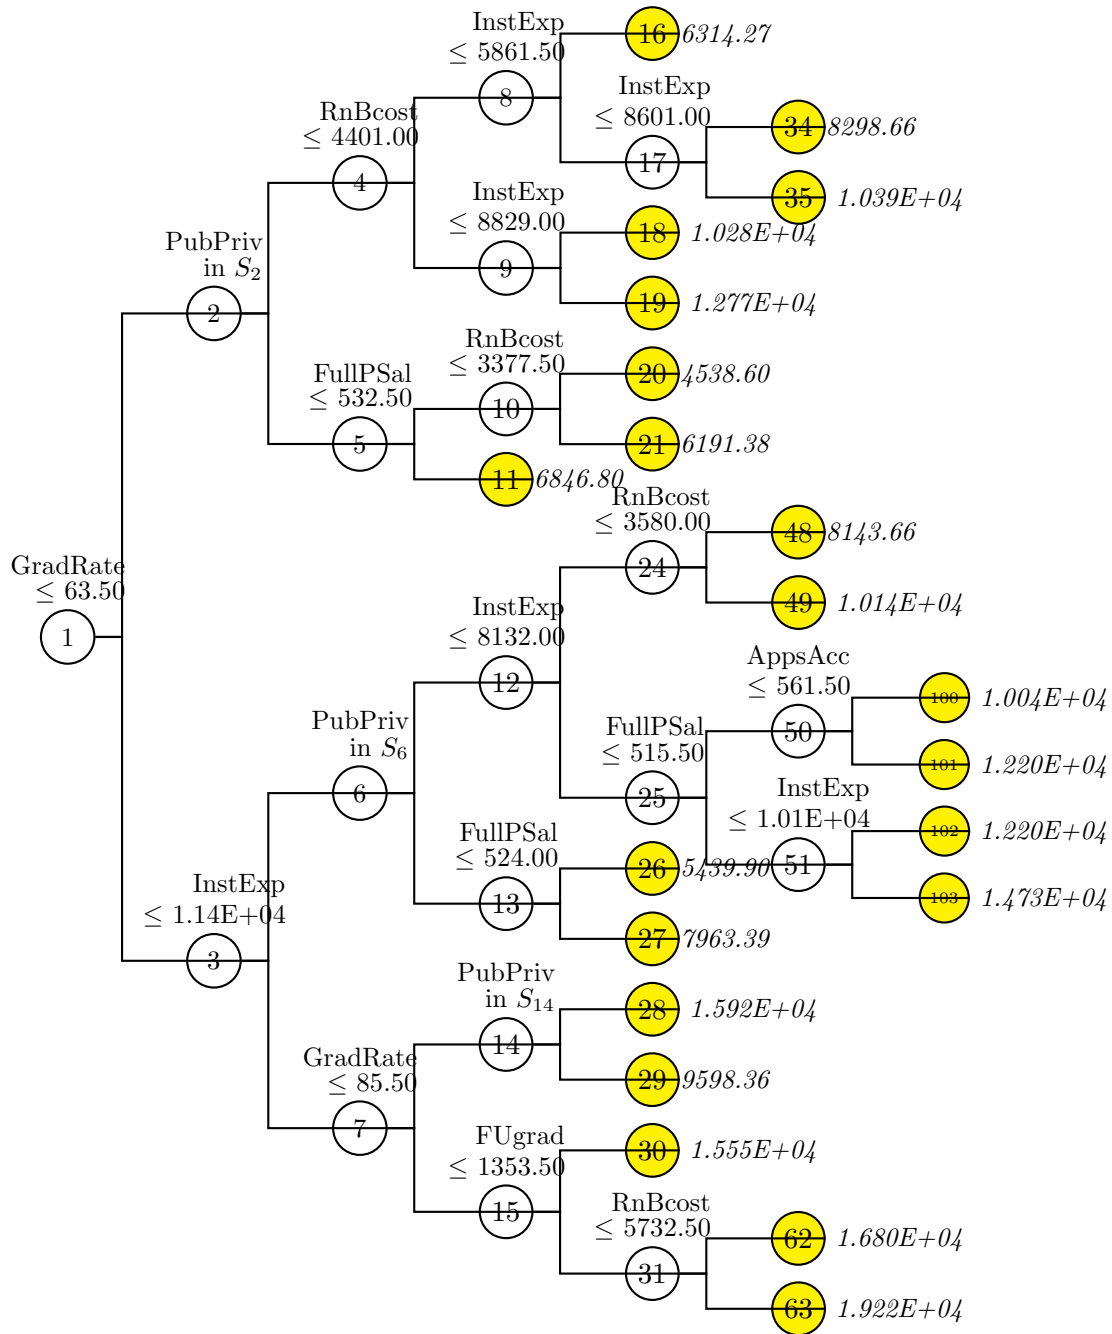 InstExp
≤ 5861.50
8
16
6314.27
InstExp
≤ 8601.00
17
34
8298.66
35
1.039E+04
RnBcost
≤ 4401.00
4
InstExp
≤ 8829.00
9
18
1.028E+04
19
1.277E+04
PubPriv
in S₂
2
RnBcost
≤ 3377.50
10
20
4538.60
21
6191.38
FullPSal
≤ 532.50
5
11
6846.80
GradRate
≤ 63.50
1
RnBcost
≤ 3580.00
24
48
8143.66
49
1.014E+04
InstExp
≤ 8132.00
12
AppsAcc
≤ 561.50
50
100
1.004E+04
101
1.220E+04
FullPSal
≤ 515.50
25
InstExp
≤ 1.01E+04
51
102
1.220E+04
103
1.473E+04
PubPriv
in S₆
6
FullPSal
≤ 524.00
13
26
5439.90
27
7963.39
InstExp
≤ 1.14E+04
3
PubPriv
in S₁₄
14
28
1.592E+04
29
9598.36
GradRate
≤ 85.50
7
FUgrad
≤ 1353.50
15
30
1.555E+04
RnBcost
≤ 5732.50
31
62
1.680E+04
63
1.922E+04